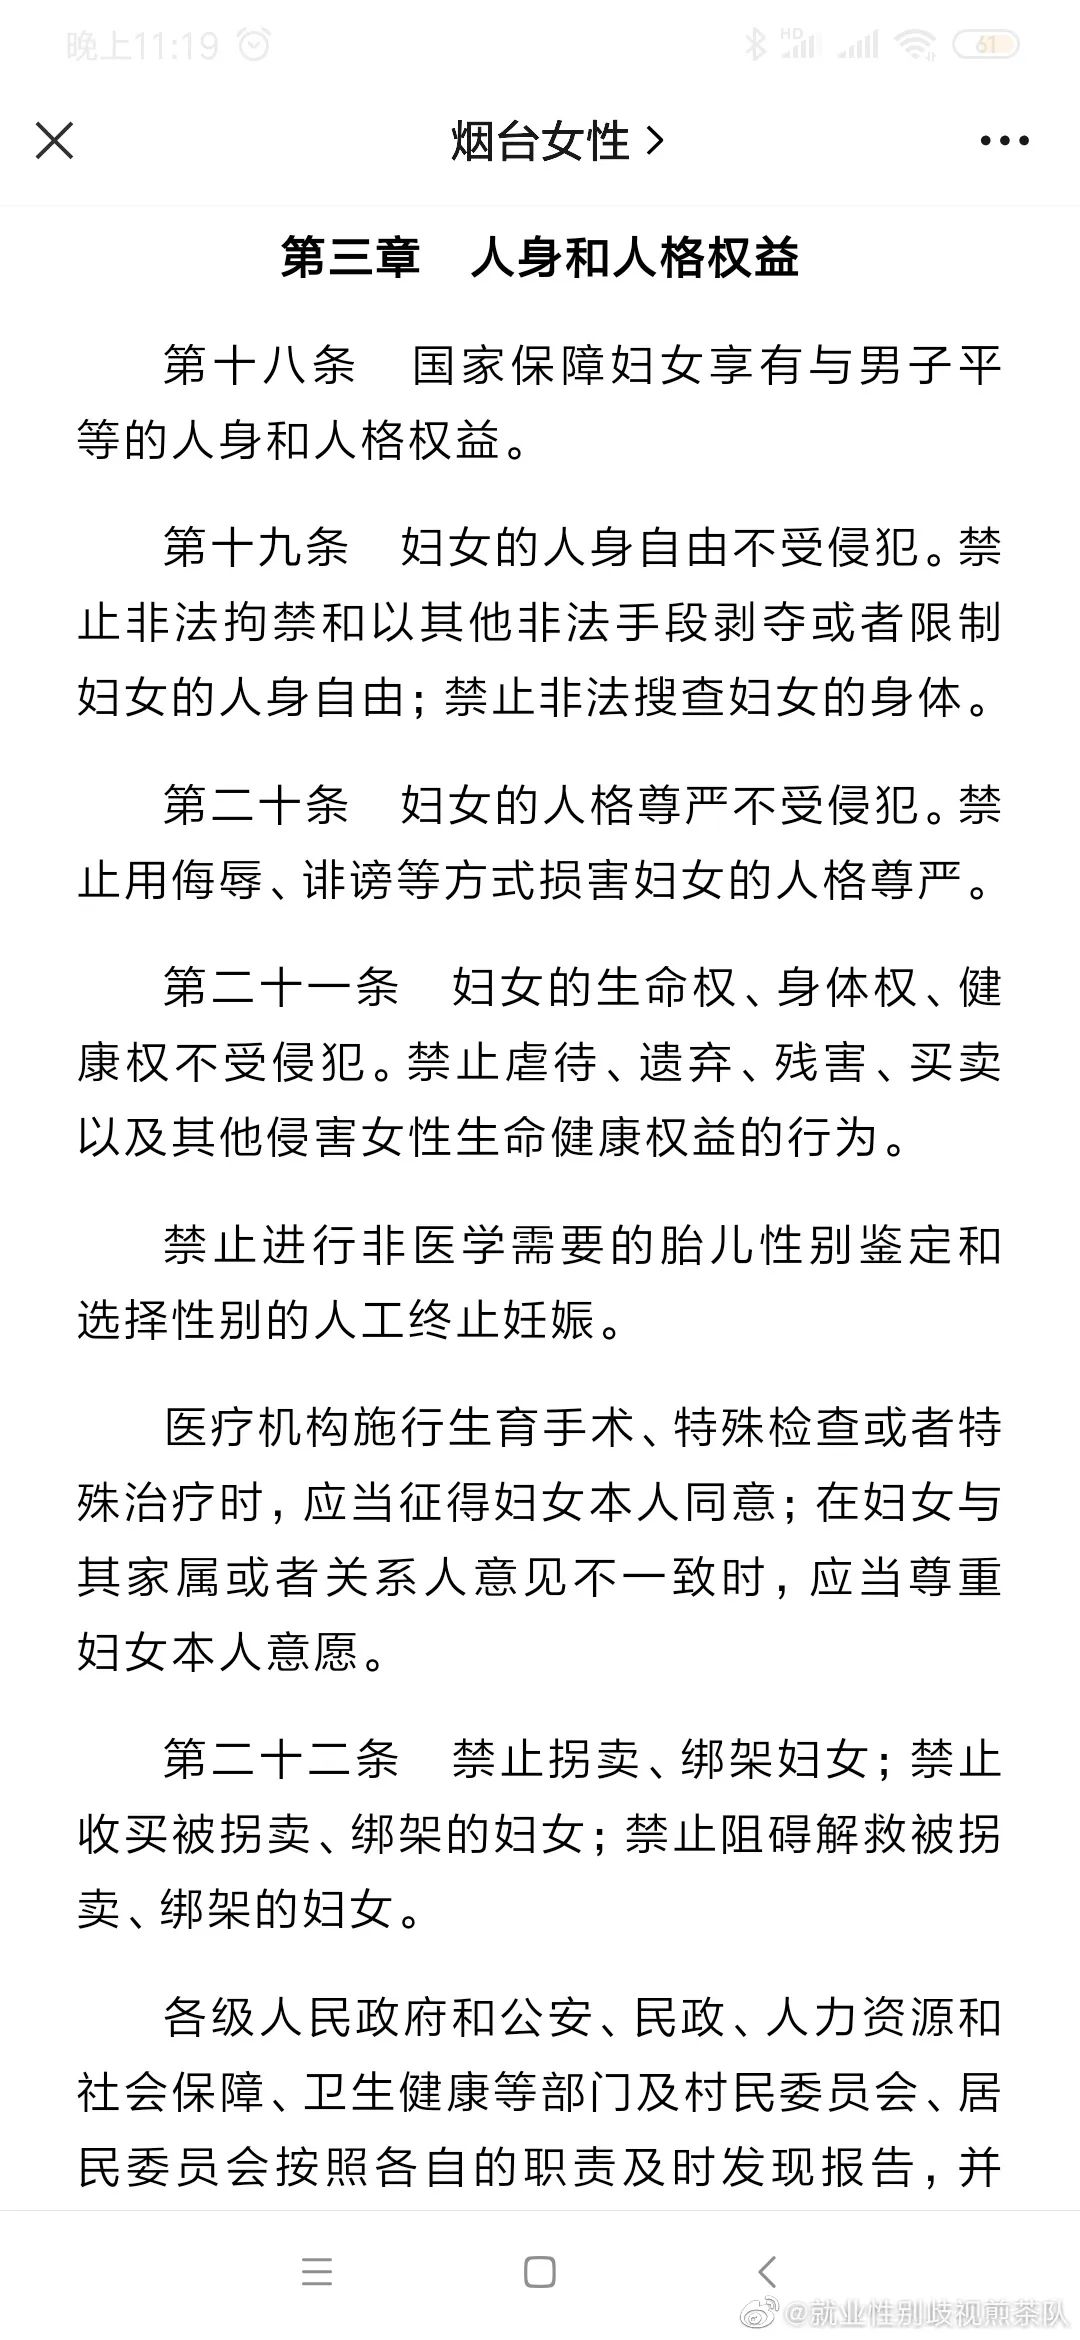 晚上11:19
HD
61
烟台女性
第三章 人身和人格权益
第十八条 国家保障妇女享有与男子平
等的人身和人格权益。
第十九条 妇女的人身自由不受侵犯。禁
止非法拘禁和以其他非法手段剥夺或者限制
妇女的人身自由；禁止非法搜查妇女的身体。
第二十条 妇女的人格尊严不受侵犯。禁
止用侮辱、诽谤等方式损害妇女的人格尊严。
第二十一条 妇女的生命权、身体权、健
康权不受侵犯。禁止虐待、遗弃、残害、买卖
以及其他侵害女性生命健康权益的行为。
禁止进行非医学需要的胎儿性别鉴定和
选择性别的人工终止妊娠。
医疗机构施行生育手术、特殊检查或者特
殊治疗时，应当征得妇女本人同意；在妇女与
其家属或者关系人意见不一致时，应当尊重
妇女本人意愿。
第二十二条 禁止拐卖、绑架妇女；禁止
收买被拐卖、绑架的妇女；禁止阻碍解救被拐
卖、绑架的妇女。
各级人民政府和公安、民政、人力资源和
社会保障、卫生健康等部门及村民委员会、居
民委员会按照各自的职责及时发现报告，并
@就业性别歧视煎茶队